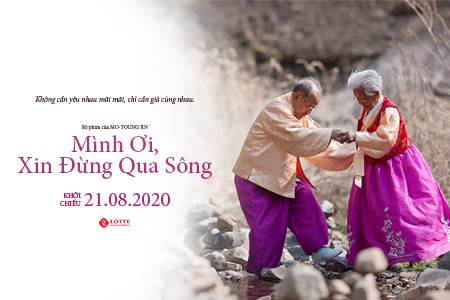 Không cần yêu nhau mãi mãi, chỉ cần già cùng nhau.
Bộ phim của MO-YOUNG JIN
Mình Ơi,
Xin Đừng Qua Sông
KHỞI CHIẾU 21.08.2020
LOTTE